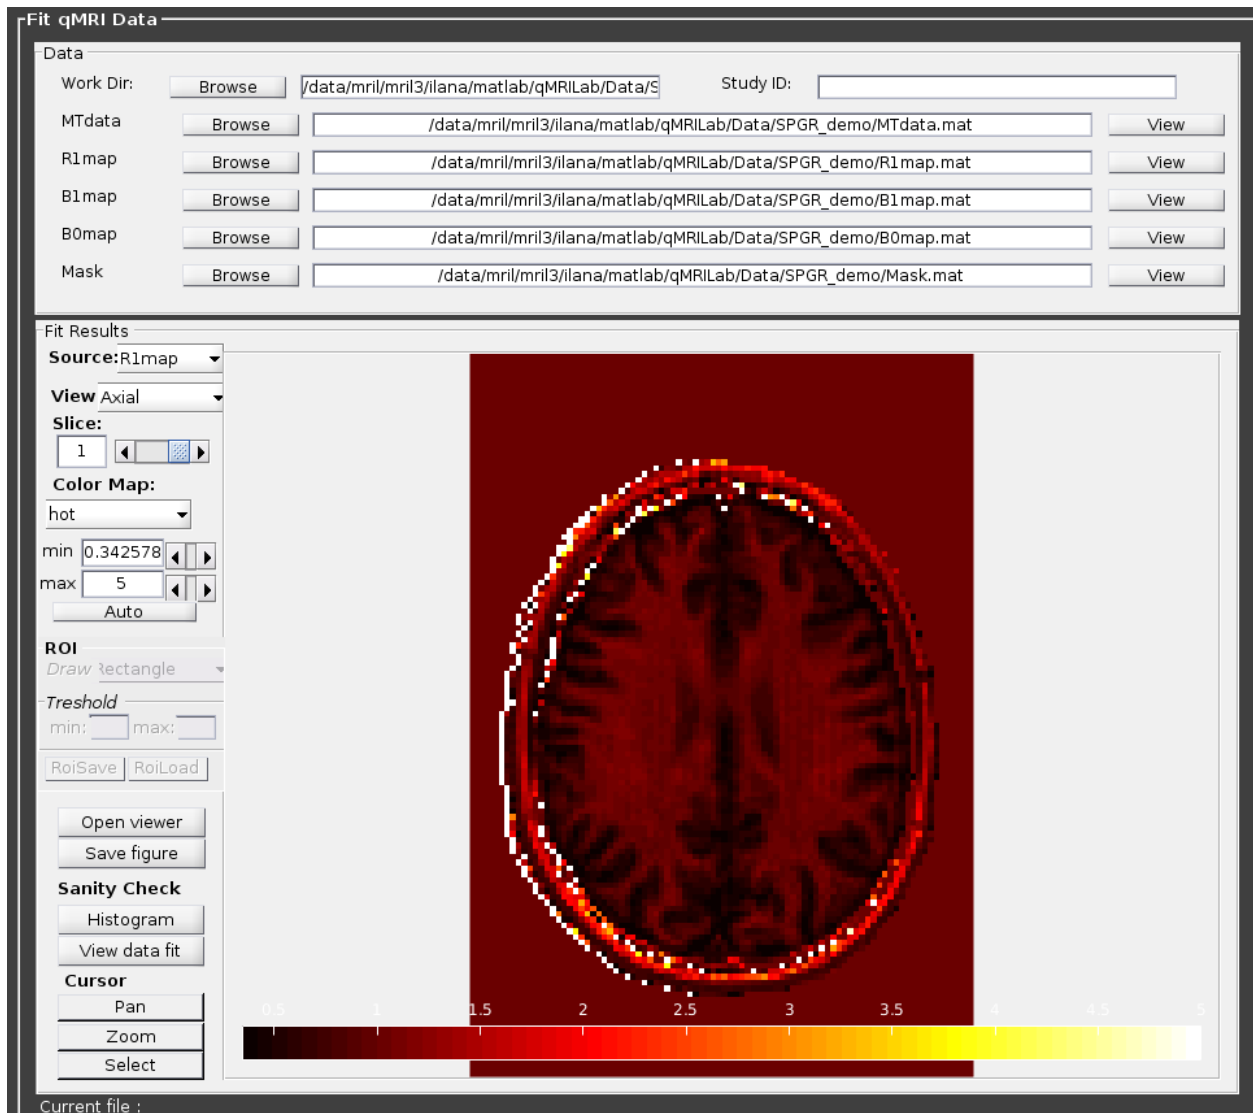 Fit qMRI Data
Data
Work Dir: Browse /data/mril/mril3/ilana/matlab/qMRILab/Data/S Study ID:
MTdata Browse /data/mril/mril3/ilana/matlab/qMRILab/Data/SPGR_demo/MTdata.mat View
R1map Browse /data/mril/mril3/ilana/matlab/qMRILab/Data/SPGR_demo/R1map.mat View
B1map Browse /data/mril/mril3/ilana/matlab/qMRILab/Data/SPGR_demo/B1map.mat View
B0map Browse /data/mril/mril3/ilana/matlab/qMRILab/Data/SPGR_demo/B0map.mat View
Mask Browse /data/mril/mril3/ilana/matlab/qMRILab/Data/SPGR_demo/Mask.mat View
Fit Results
Source: R1map
View Axial
Slice:
1
Color Map:
hot
min 0.342578
max 5
Auto
ROI
Draw Rectangle
Treshold
min: max:
RoiSave RoiLoad
Open viewer
Save figure
Sanity Check
Histogram
View data fit
Cursor
Pan
Zoom
Select
0.5 1 1.5 2 2.5 3 3.5 4 4.5 5
Current file :